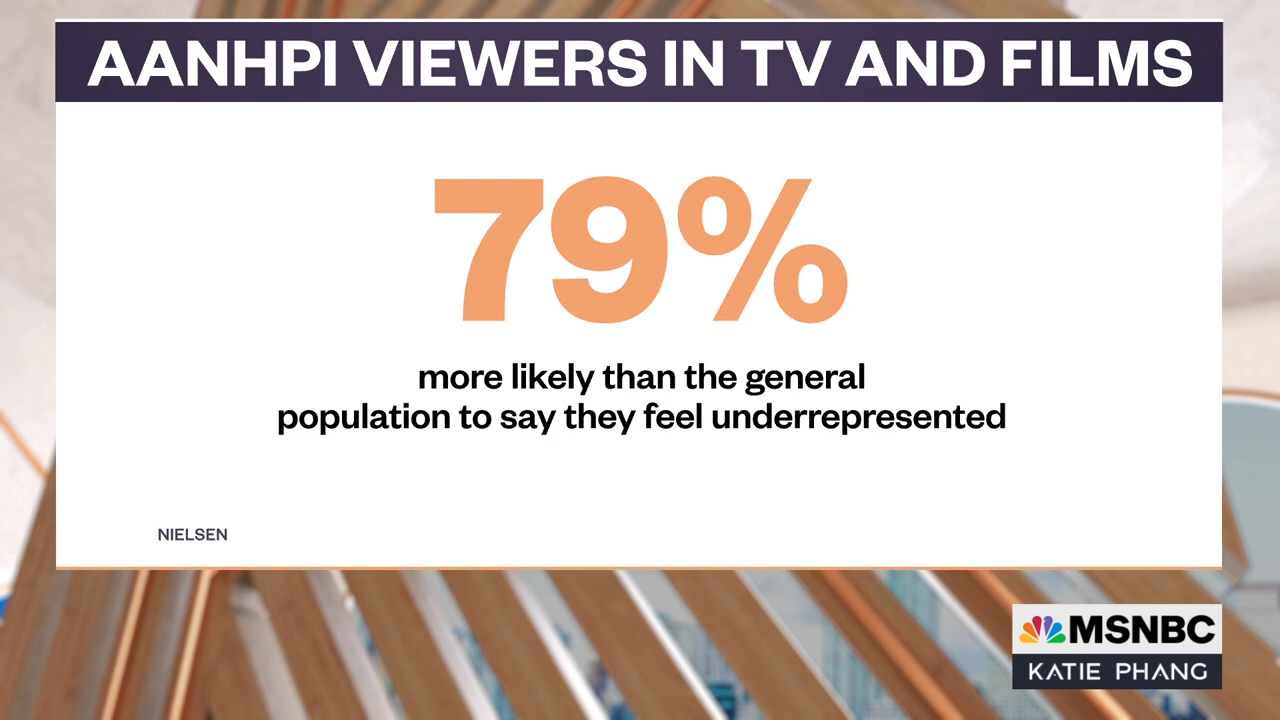 AANHPI VIEWERS IN TV AND FILMS
79%
more likely than the general
population to say they feel underrepresented
NIELSEN
MSNBC
KATIE PHANG